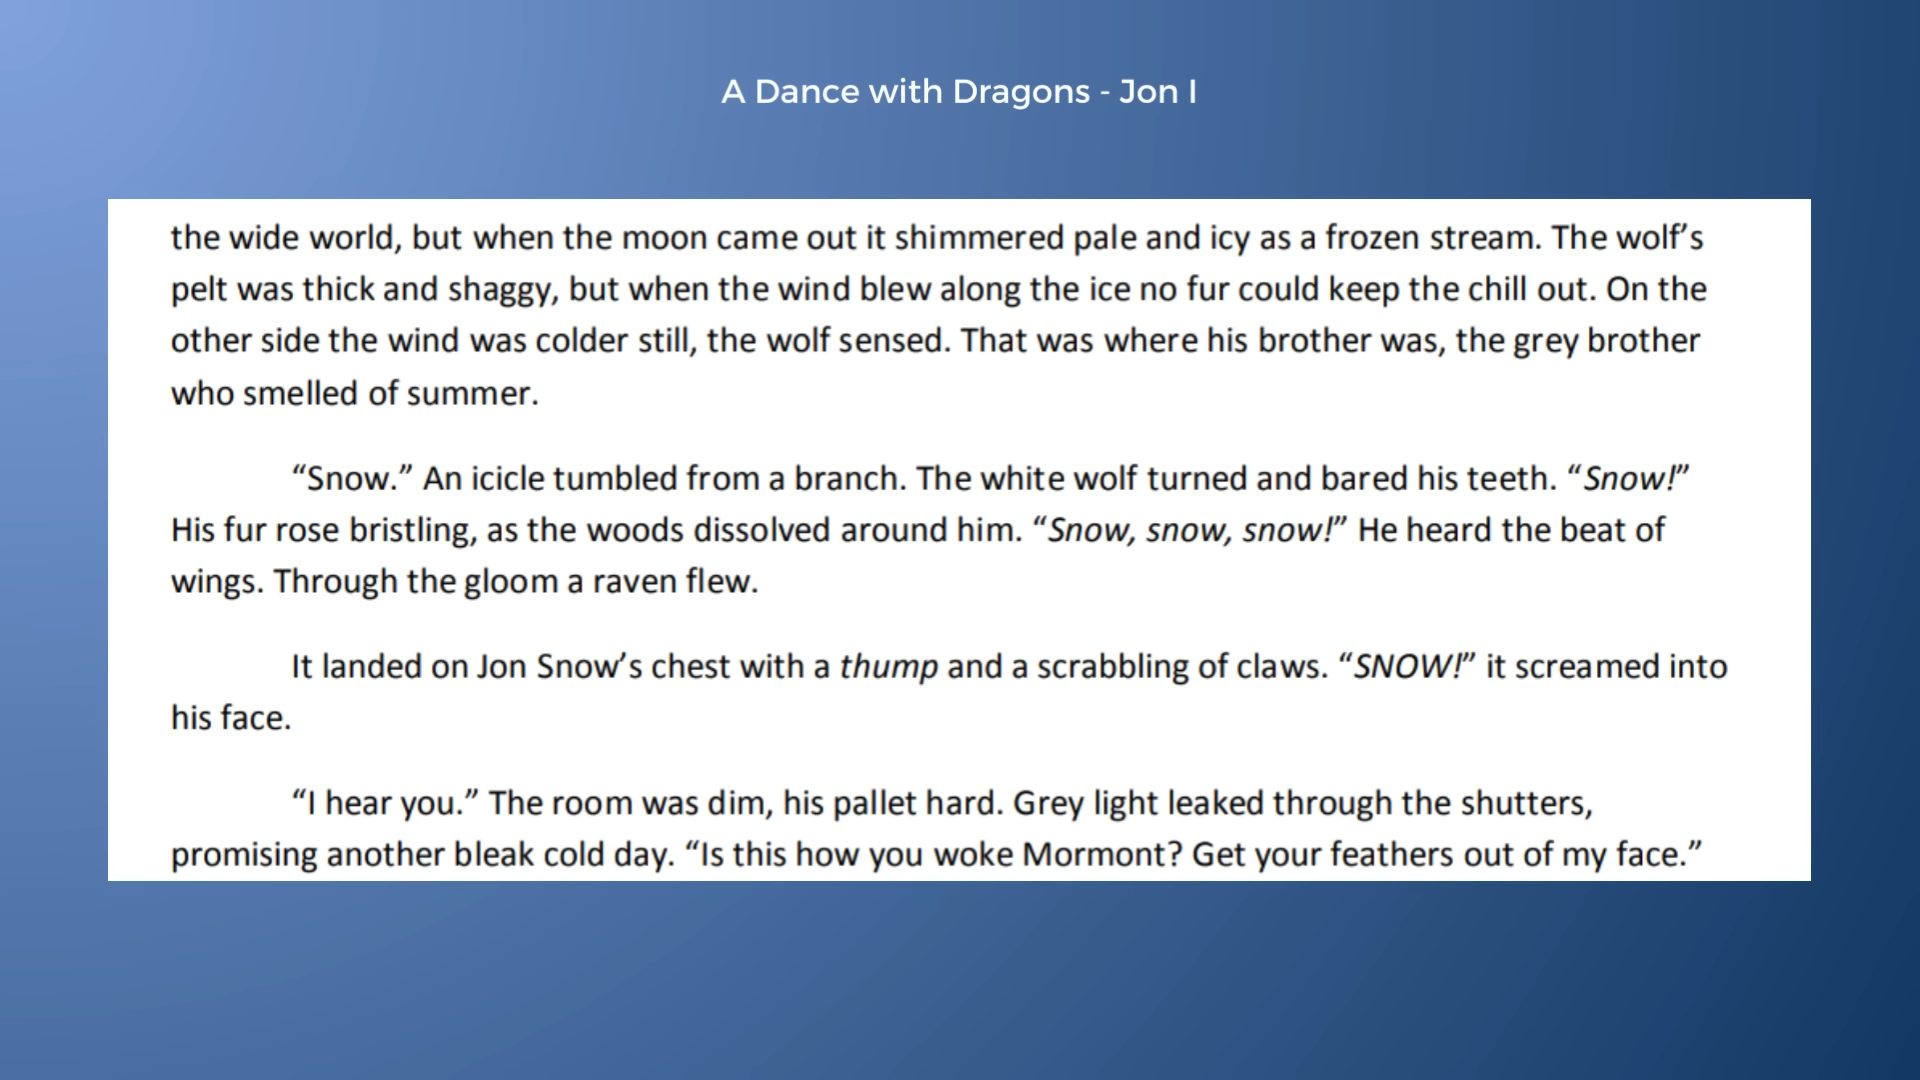 A Dance with Dragons - Jon I
the wide world, but when the moon came out it shimmered pale and icy as a frozen stream. The wolf’s
pelt was thick and shaggy, but when the wind blew along the ice no fur could keep the chill out. On the
other side the wind was colder still, the wolf sensed. That was where his brother was, the grey brother
who smelled of summer.
“Snow.” An icicle tumbled from a branch. The white wolf turned and bared his teeth. “Snow!”
His fur rose bristling, as the woods dissolved around him. “Snow, snow, snow!” He heard the beat of
wings. Through the gloom a raven flew.
It landed on Jon Snow’s chest with a thump and a scrabbling of claws. “SNOW!” it screamed into
his face.
“I hear you.” The room was dim, his pallet hard. Grey light leaked through the shutters,
promising another bleak cold day. “Is this how you woke Mormont? Get your feathers out of my face.”